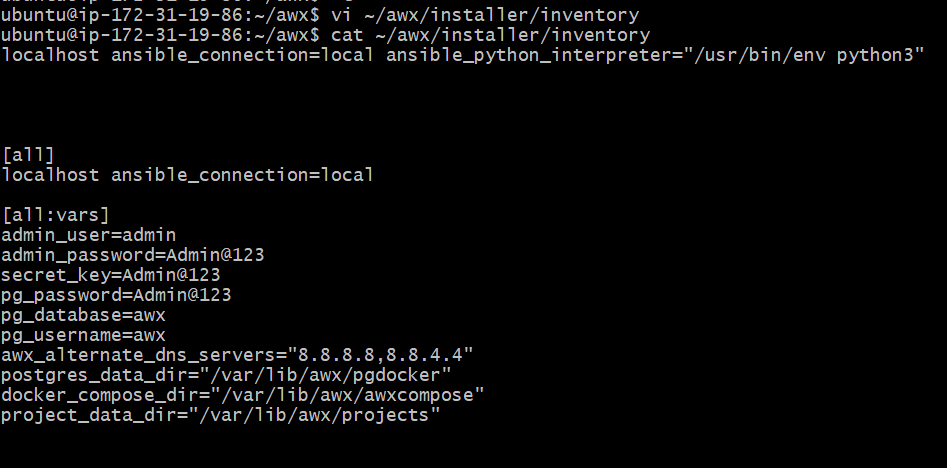 ubuntu@ip-172-31-19-86:~/awx$ vi ~/awx/installer/inventory
ubuntu@ip-172-31-19-86:~/awx$ cat ~/awx/installer/inventory
localhost ansible_connection=local ansible_python_interpreter="/usr/bin/env python3"
[all]
localhost ansible_connection=local
[all:vars]
admin_user=admin
admin_password=Admin@123
secret_key=Admin@123
pg_password=Admin@123
pg_database=awx
pg_username=awx
awx_alternate_dns_servers="8.8.8.8,8.8.4.4"
postgres_data_dir="/var/lib/awx/pgdocker"
docker_compose_dir="/var/lib/awx/awxcompose"
project_data_dir="/var/lib/awx/projects"